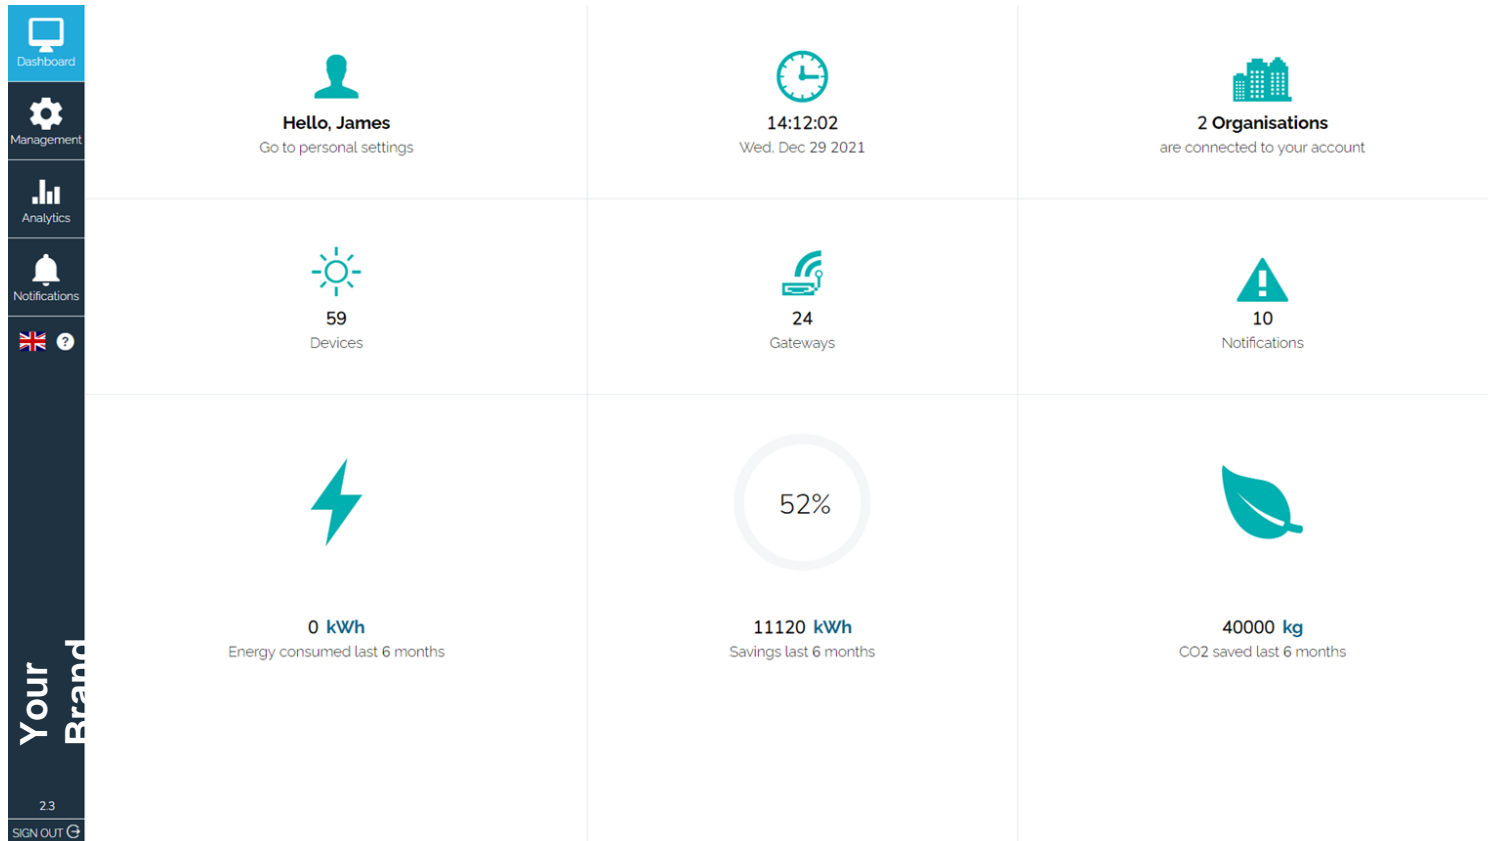 Dashboard
Management
Analytics
Notifications
?
Your
Brand
2.3
SIGN OUT
Hello, James
Go to personal settings
14:12:02
Wed. Dec 29 2021
2 Organisations
are connected to your account
59
Devices
24
Gateways
10
Notifications
0 kWh
Energy consumed last 6 months
52%
11120 kWh
Savings last 6 months
40000 kg
CO2 saved last 6 months